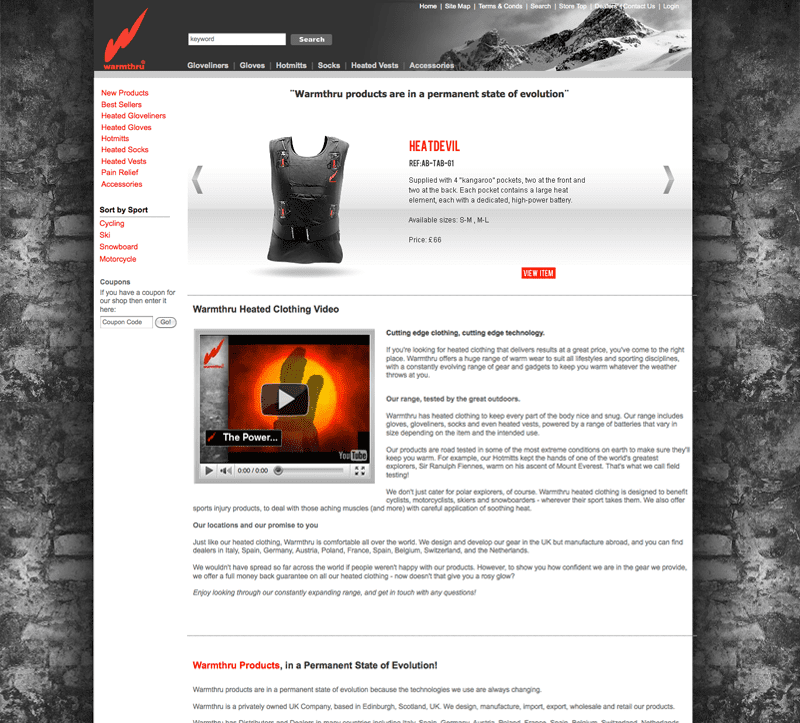 Home | Site Map | Terms & Conds | Search | Store Top | Dealers | Contact Us | Login
warmthru
keyword
Search
Gloveliners | Gloves | Hotmitts | Socks | Heated Vests | Accessories
New Products
Best Sellers
Heated Gloveliners
Heated Gloves
Hotmitts
Heated Socks
Heated Vests
Pain Relief
Accessories
Sort by Sport
Cycling
Ski
Snowboard
Motorcycle
Coupons
If you have a coupon for
our shop then enter it
here:
Coupon Code Go!
"Warmthru products are in a permanent state of evolution"
HEATDEVIL
REF:AB-TAB-G1
Supplied with 4 "kangaroo" pockets, two at the front and
two at the back. Each pocket contains a large heat
element, each with a dedicated, high-power battery.
Available sizes: S-M , M-L
Price: £66
VIEW ITEM
Warmthru Heated Clothing Video
warmthru
The Power...
YouTube
0:00 / 0:00
Cutting edge clothing, cutting edge technology.
If you're looking for heated clothing that delivers results at a great price, you've come to the right
place. Warmthru offers a huge range of warm wear to suit all lifestyles and sporting disciplines,
with a constantly evolving range of gear and gadgets to keep you warm whatever the weather
throws at you.
Our range, tested by the great outdoors.
Warmthru has heated clothing to keep every part of the body nice and snug. Our range includes
gloves, gloveliners, socks and even heated vests, powered by a range of batteries that vary in
size depending on the item and the intended use.
Our products are road tested in some of the most extreme conditions on earth to make sure they'll
keep you warm. For example, our Hotmitts kept the hands of one of the world's greatest
explorers, Sir Ranulph Fiennes, warm on his ascent of Mount Everest. That's what we call field
testing!
We don't just cater for polar explorers, of course. Warmthru heated clothing is designed to benefit
cyclists, motorcyclists, skiers and snowboarders - wherever their sport takes them. We also offer
sports injury products, to deal with those aching muscles (and more) with careful application of soothing heat.
Our locations and our promise to you
Just like our heated clothing, Warmthru is comfortable all over the world. We design and develop our gear in the UK but manufacture abroad, and you can find
dealers in Italy, Spain, Germany, Austria, Poland, France, Spain, Belgium, Switzerland, and the Netherlands.
We wouldn't have spread so far across the world if people weren't happy with our products. However, to show you how confident we are in the gear we provide,
we offer a full money back guarantee on all our heated clothing - now doesn't that give you a rosy glow?
Enjoy looking through our constantly expanding range, and get in touch with any questions!
Warmthru Products, in a Permanent State of Evolution!
Warmthru products are in a permanent state of evolution because the technologies we use are always changing.
Warmthru is a privately owned UK Company, based in Edinburgh, Scotland, UK. We design, manufacture, import, export, wholesale and retail our products.
Warmthru has Distributors and Dealers in many countries including Italy, Spain, Germany, Austria, Poland, France, Spain, Belgium, Switzerland, Netherlands